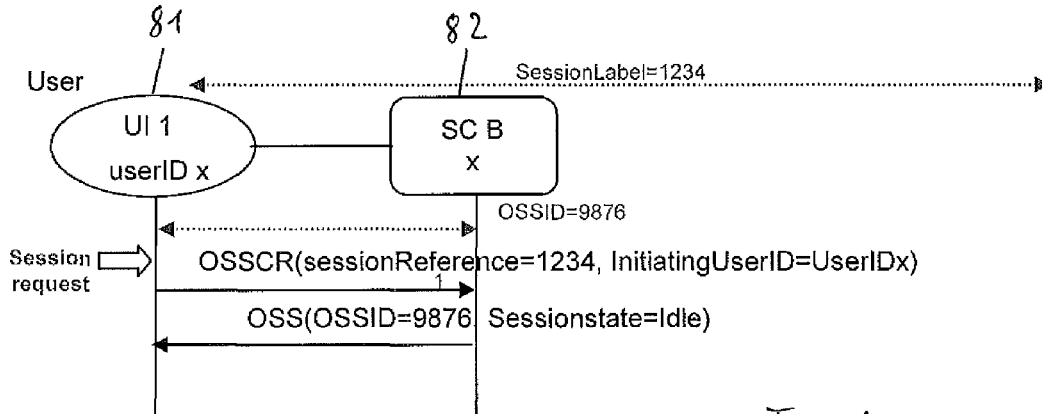 81
82
User
SessionLabel=1234
UI 1
userID x
SC B
x
OSSID=9876
Session
request
OSSCR(sessionReference=1234, InitiatingUserID=UserIDx)
1
OSS(OSSID=9876, Sessionstate=Idle)